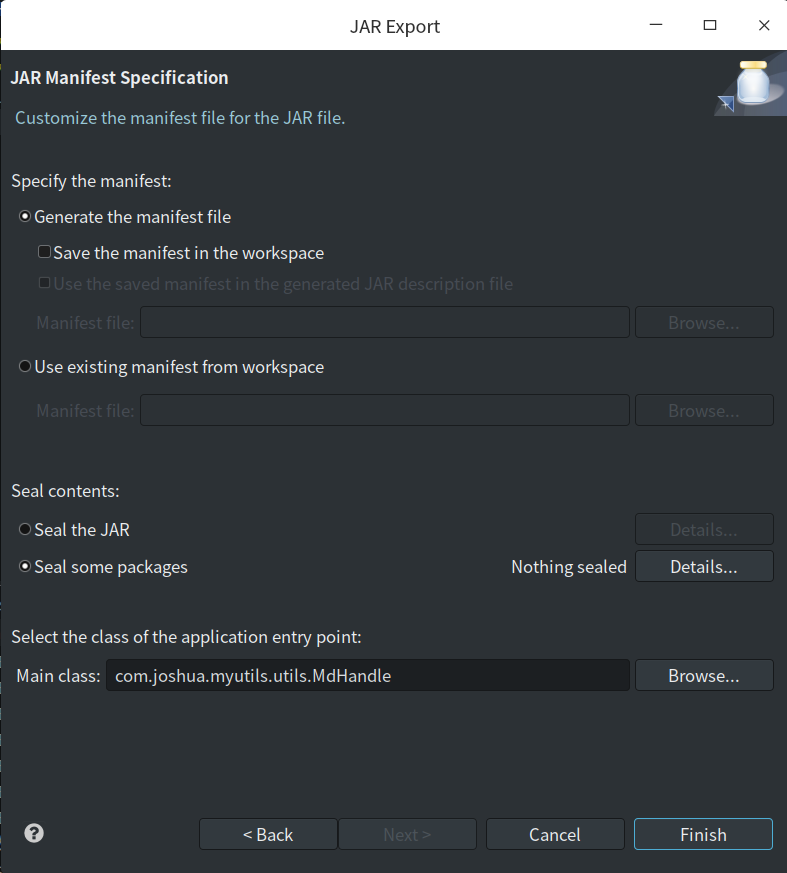 JAR Export
JAR Manifest Specification
Customize the manifest file for the JAR file.
Specify the manifest:
Generate the manifest file
Save the manifest in the workspace
Use the saved manifest in the generated JAR description file
Manifest file: Browse...
Use existing manifest from workspace
Manifest file: Browse...
Seal contents:
Seal the JAR Details...
Seal some packages Nothing sealed Details...
Select the class of the application entry point:
Main class: com.joshua.myutils.utils.MdHandle Browse...
? < Back Next > Cancel Finish